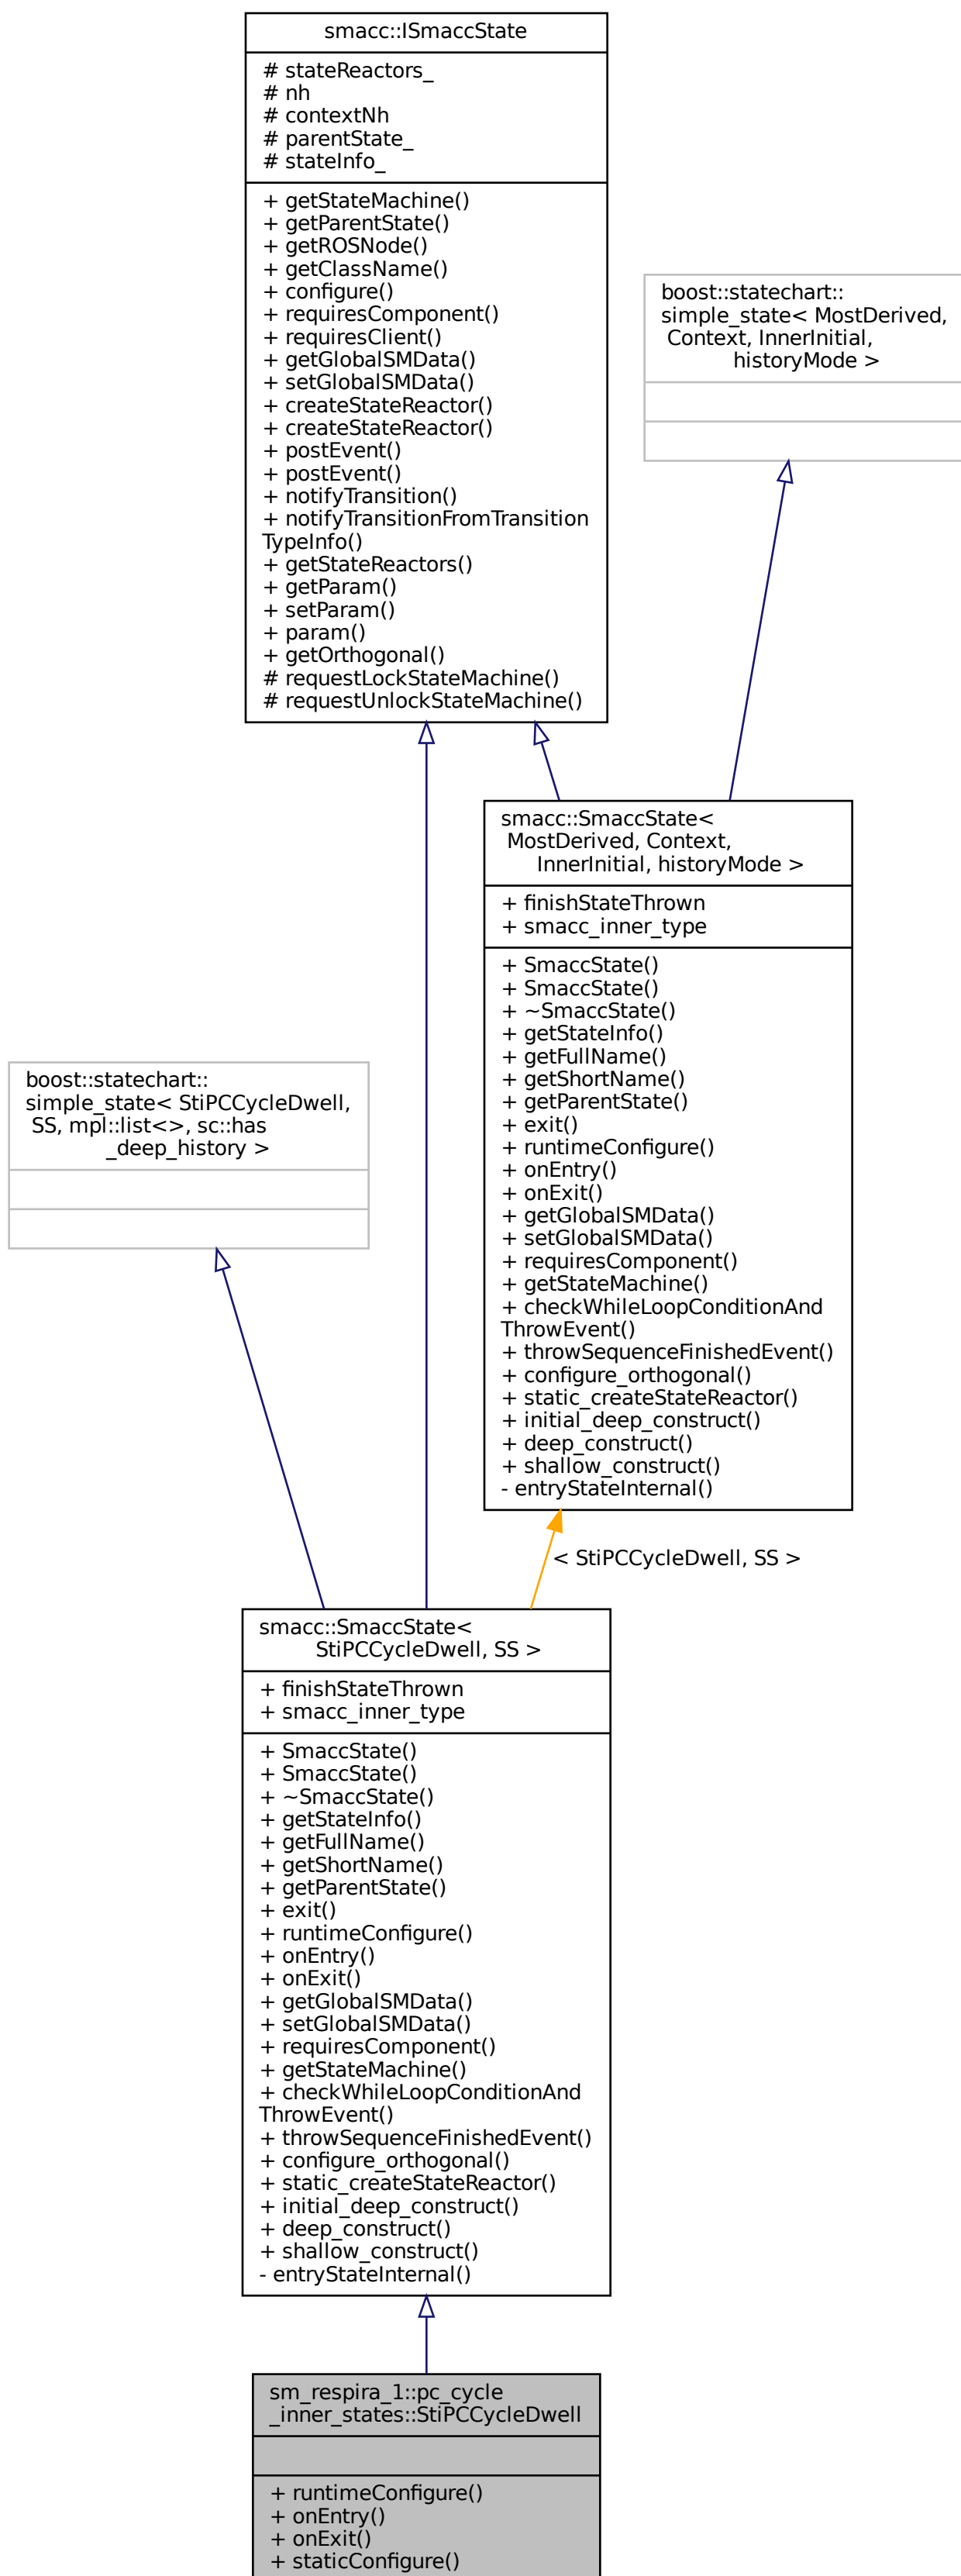 smacc::ISmaccState
# stateReactors_
# nh
# contextNh
# parentState_
# stateInfo_
+ getStateMachine()
+ getParentState()
+ getROSNode()
+ getClassName()
+ configure()
+ requiresComponent()
+ requiresClient()
+ getGlobalSMData()
+ setGlobalSMData()
+ createStateReactor()
+ createStateReactor()
+ postEvent()
+ postEvent()
+ notifyTransition()
+ notifyTransitionFromTransition
TypeInfo()
+ getStateReactors()
+ getParam()
+ setParam()
+ param()
+ getOrthogonal()
# requestLockStateMachine()
# requestUnlockStateMachine()
boost::statechart::
simple_state< MostDerived,
Context, InnerInitial,
historyMode >
smacc::SmaccState<
MostDerived, Context,
InnerInitial, historyMode >
+ finishStateThrown
+ smacc_inner_type
+ SmaccState()
+ SmaccState()
+ ~SmaccState()
+ getStateInfo()
+ getFullName()
+ getShortName()
+ getParentState()
+ exit()
+ runtimeConfigure()
+ onEntry()
+ onExit()
+ getGlobalSMData()
+ setGlobalSMData()
+ requiresComponent()
+ getStateMachine()
+ checkWhileLoopConditionAnd
ThrowEvent()
+ throwSequenceFinishedEvent()
+ configure_orthogonal()
+ static_createStateReactor()
+ initial_deep_construct()
+ deep_construct()
+ shallow_construct()
- entryStateInternal()
boost::statechart::
simple_state< StiPCCycleDwell,
SS, mpl::list<>, sc::has
_deep_history >
< StiPCCycleDwell, SS >
smacc::SmaccState<
StiPCCycleDwell, SS >
+ finishStateThrown
+ smacc_inner_type
+ SmaccState()
+ SmaccState()
+ ~SmaccState()
+ getStateInfo()
+ getFullName()
+ getShortName()
+ getParentState()
+ exit()
+ runtimeConfigure()
+ onEntry()
+ onExit()
+ getGlobalSMData()
+ setGlobalSMData()
+ requiresComponent()
+ getStateMachine()
+ checkWhileLoopConditionAnd
ThrowEvent()
+ throwSequenceFinishedEvent()
+ configure_orthogonal()
+ static_createStateReactor()
+ initial_deep_construct()
+ deep_construct()
+ shallow_construct()
- entryStateInternal()
sm_respira_1::pc_cycle
_inner_states::StiPCCycleDwell
+ runtimeConfigure()
+ onEntry()
+ onExit()
+ staticConfigure()